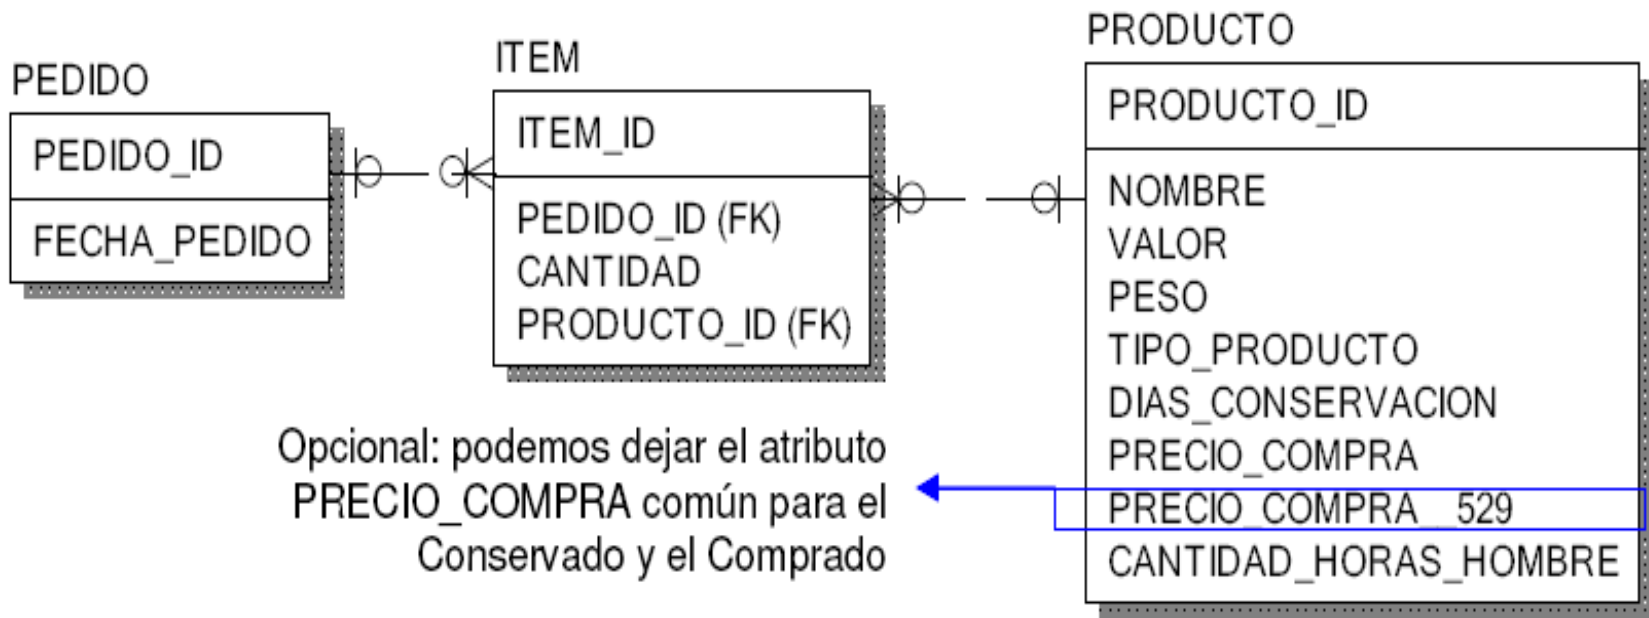 PEDIDO
PEDIDO_ID
FECHA_PEDIDO
ITEM
ITEM_ID
PEDIDO_ID (FK)
CANTIDAD
PRODUCTO_ID (FK)
PRODUCTO
PRODUCTO_ID
NOMBRE
VALOR
PESO
TIPO_PRODUCTO
DIAS_CONSERVACION
PRECIO_COMPRA
PRECIO_COMPRA__529
CANTIDAD_HORAS_HOMBRE
Opcional: podemos dejar el atributo
PRECIO_COMPRA común para el
Conservado y el Comprado